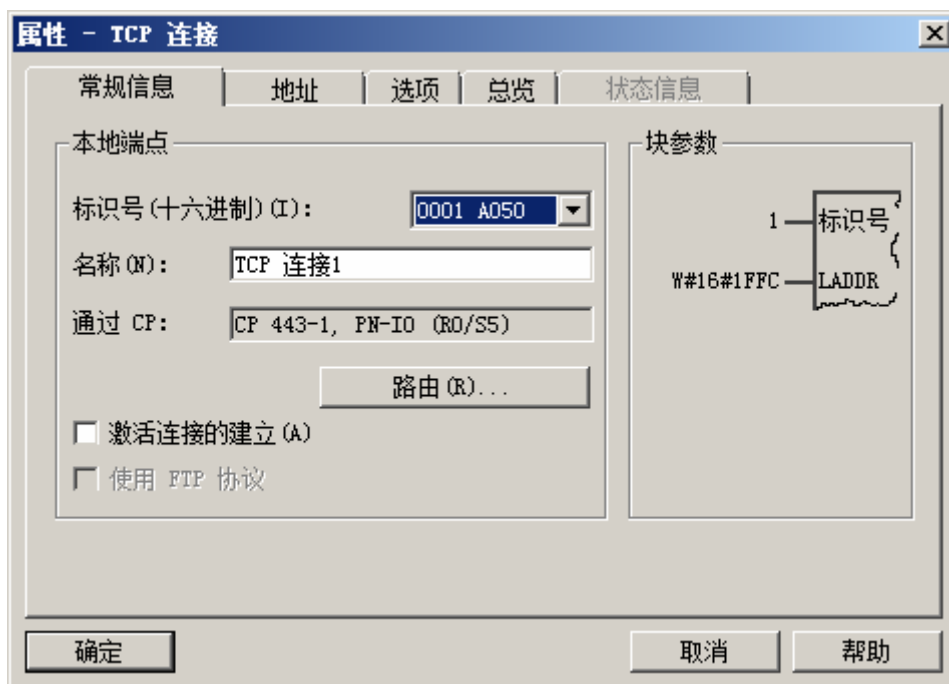 属性 - TCP 连接
常规信息 地址 选项 总览 状态信息
本地端点
标识号(十六进制)(I): 0001 A050
名称(N): TCP 连接1
通过 CP: CP 443-1, PN-IO (R0/S5)
路由(R)...
激活连接的建立(A)
使用 FTP 协议
块参数
1 标识号
W#16#1FFC LADDR
确定 取消 帮助